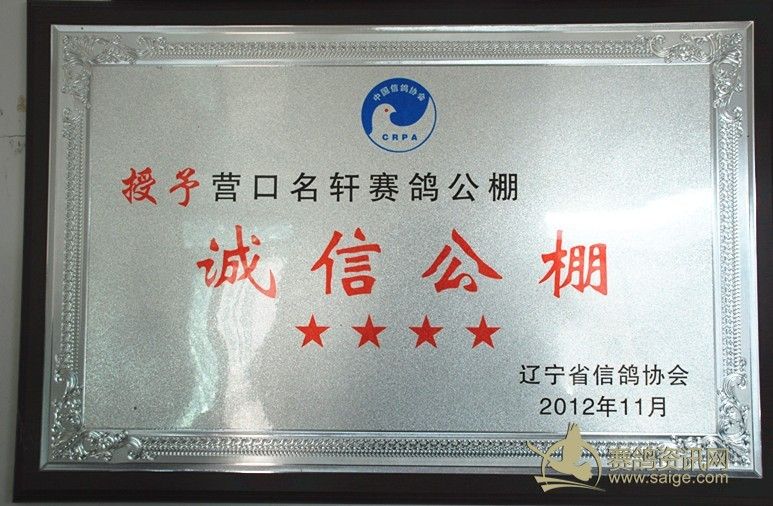 中国信鸽协会
CRPA
授予营口名轩赛鸽公棚
诚信公棚
★★★★
辽宁省信鸽协会
2012年11月
赛鸽资讯网
www.saige.com